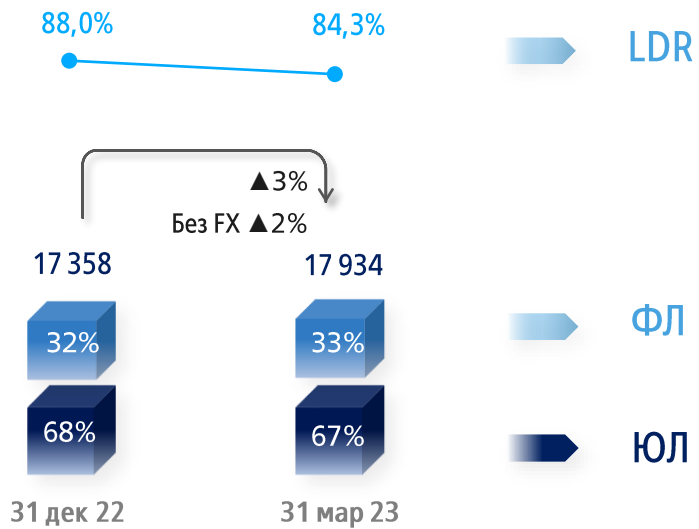 88,0% 84,3% LDR
▲3%
Без FX ▲2%
17 358 17 934
32% 33% ФЛ
68% 67% ЮЛ
31 дек 22 31 мар 23